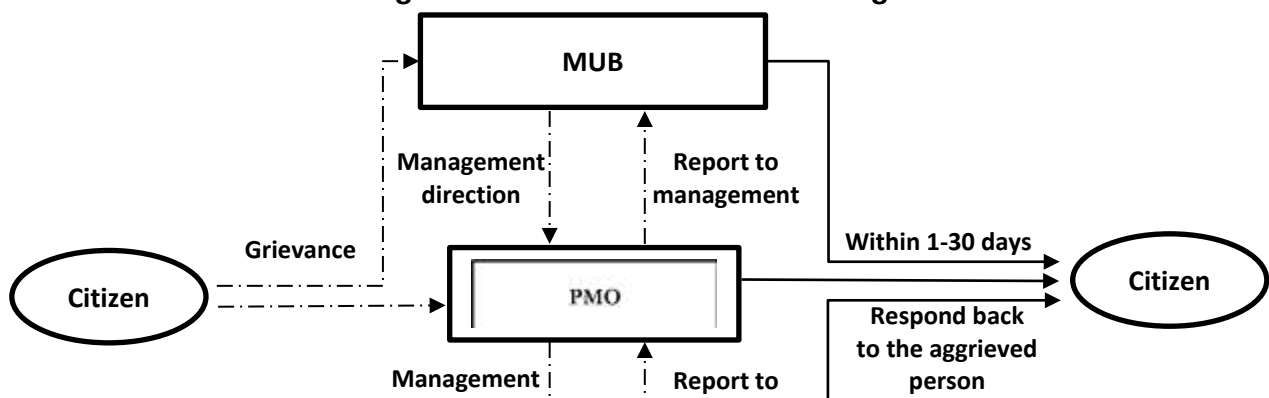 MUB
Management
direction
Report to
management
Grievance
Within 1-30 days
Citizen
PMO
Citizen
Respond back
to the aggrieved
person
Management
Report to